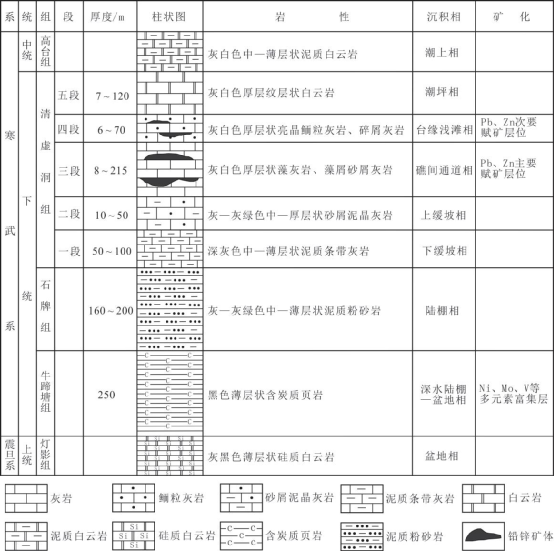 系 统 组 段 厚度/m 柱状图 岩 性 沉积相 矿 化
寒武系
中统
高台组
灰白色中—薄层状泥质白云岩 潮上相
下统
清虚洞组
五段 7~120 灰白色厚层纹层状白云岩 潮坪相
四段 6~70 灰白色厚层状亮晶鲕粒灰岩、碎屑灰岩 台缘浅滩相 Pb、Zn次要
赋矿层位
三段 8~215 灰白色厚层状藻灰岩、藻屑砂屑灰岩 礁间通道相 Pb、Zn主要
赋矿层位
二段 10~50 灰—灰绿色中—厚层状砂屑泥晶灰岩 上缓坡相
一段 50~100 深灰色中—薄层状泥质条带灰岩 下缓坡相
石牌组
160~200 灰—灰绿色中—薄层状泥质粉砂岩 陆棚相
牛蹄塘组
250 黑色薄层状含炭质页岩 深水陆棚
—盆地相
Ni、Mo、V等
多元素富集层
震旦系
上统
灯影组
灰黑色薄层状硅质白云岩 盆地相
灰岩 鲕粒灰岩 砂屑泥晶灰岩 泥质条带灰岩 白云岩
泥质白云岩 硅质白云岩 含炭质页岩 泥质粉砂岩 铅锌矿体